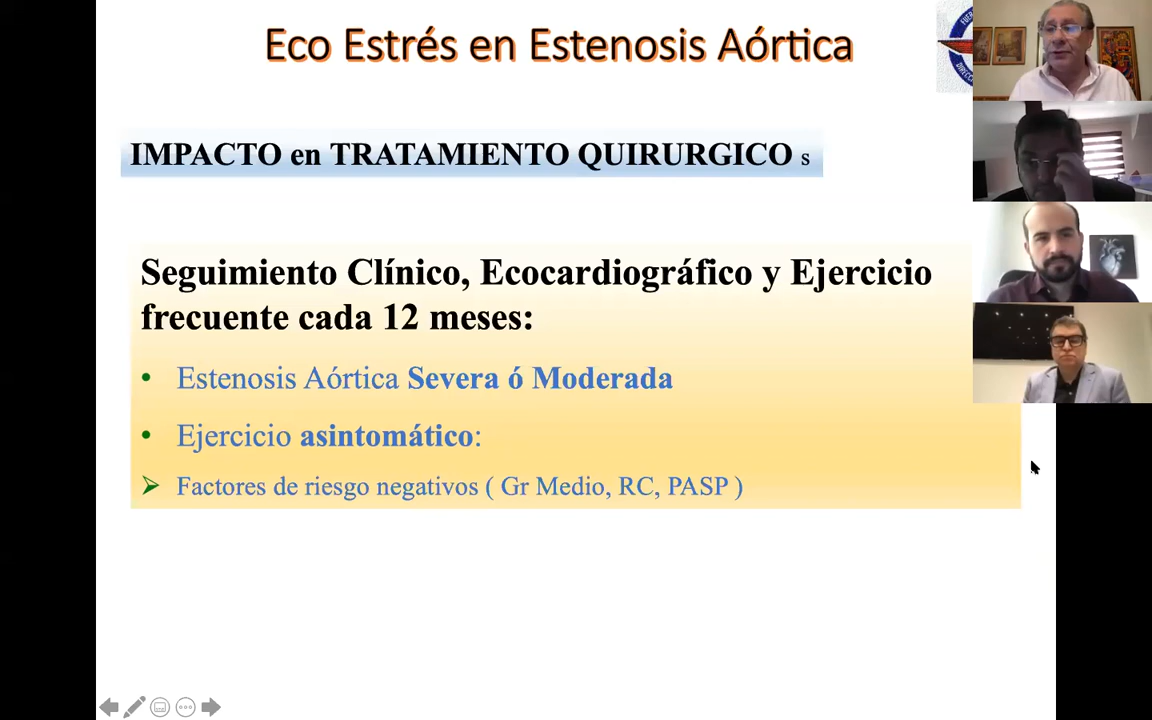 Eco Estrés en Estenosis Aórtica
IMPACTO en TRATAMIENTO QUIRURGICO s
Seguimiento Clínico, Ecocardiográfico y Ejercicio
frecuente cada 12 meses:
• Estenosis Aórtica Severa ó Moderada
• Ejercicio asintomático:
➢ Factores de riesgo negativos ( Gr Medio, RC, PASP )